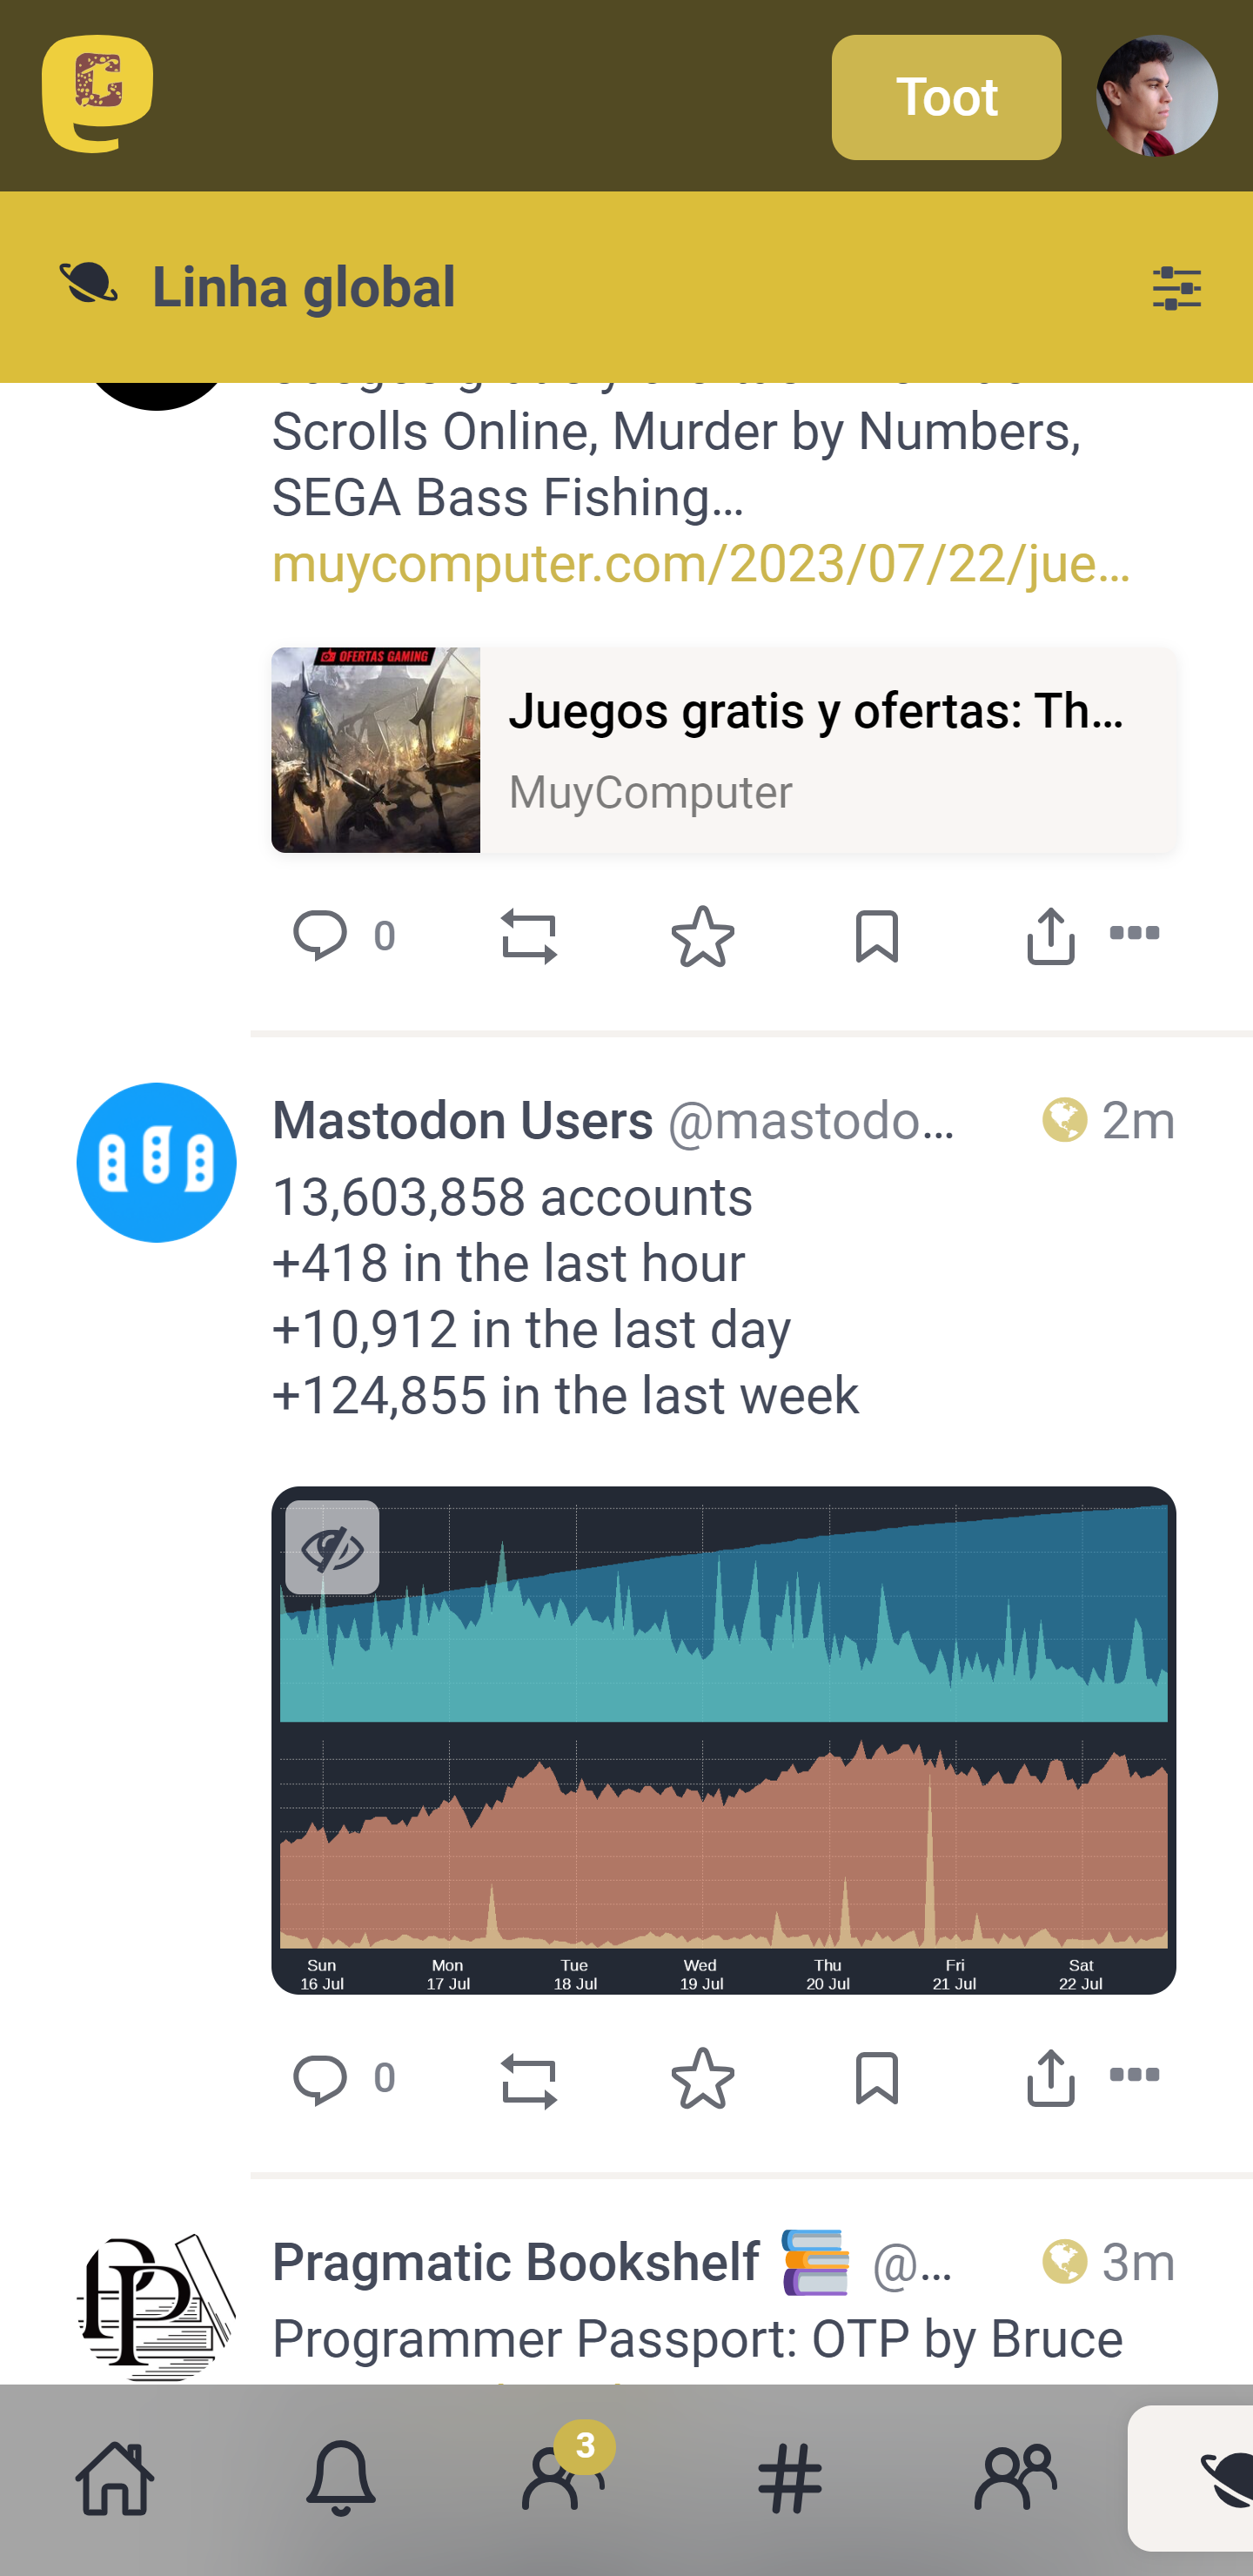 Toot
Linha global
Scrolls Online, Murder by Numbers,
SEGA Bass Fishing…
muycomputer.com/2023/07/22/jue…
OFERTAS GAMING
Juegos gratis y ofertas: Th…
MuyComputer
0
Mastodon Users @mastodo… 2m
13,603,858 accounts
+418 in the last hour
+10,912 in the last day
+124,855 in the last week
Sun Mon Tue Wed Thu Fri Sat
16 Jul 17 Jul 18 Jul 19 Jul 20 Jul 21 Jul 22 Jul
0
Pragmatic Bookshelf 📚 @… 3m
Programmer Passport: OTP by Bruce
3